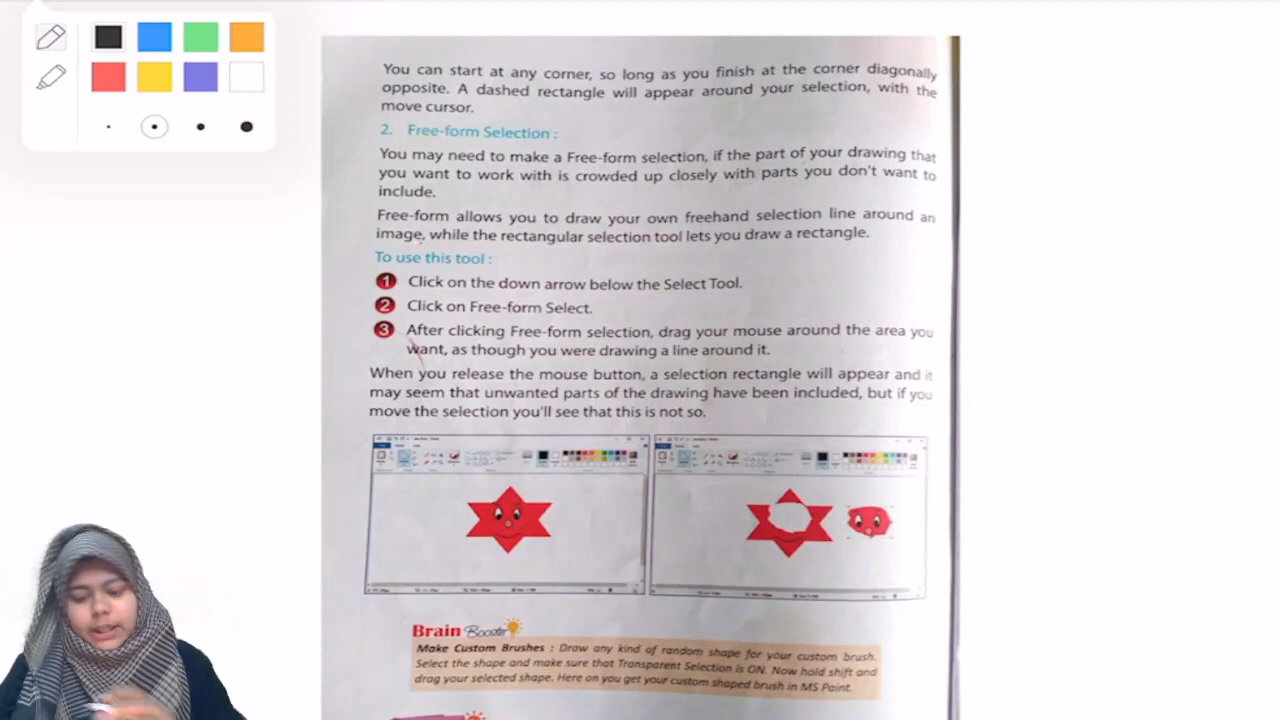 You can start at any corner, so long as you finish at the corner diagonally
opposite. A dashed rectangle will appear around your selection, with the
move cursor.
2. Free-form Selection :
You may need to make a Free-form selection, if the part of your drawing that
you want to work with is crowded up closely with parts you don't want to
include.
Free-form allows you to draw your own freehand selection line around an
image, while the rectangular selection tool lets you draw a rectangle.
To use this tool :
1 Click on the down arrow below the Select Tool.
2 Click on Free-form Select.
3 After clicking Free-form selection, drag your mouse around the area you
want, as though you were drawing a line around it.
When you release the mouse button, a selection rectangle will appear and it
may seem that unwanted parts of the drawing have been included, but if you
move the selection you'll see that this is not so.
Brain Booster
Make Custom Brushes : Draw any kind of random shape for your custom brush.
Select the shape and make sure that Transparent Selection is ON. Now hold shift and
drag your selected shape. Here on you get your custom shaped brush in MS Paint.